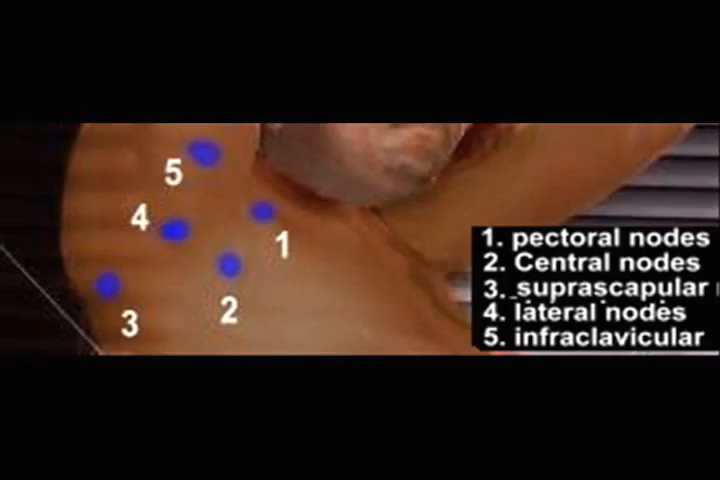 5
4
1
3
2
1. pectoral nodes
2. Central nodes
3. suprascapular
4. lateral nodes
5. infraclavicular